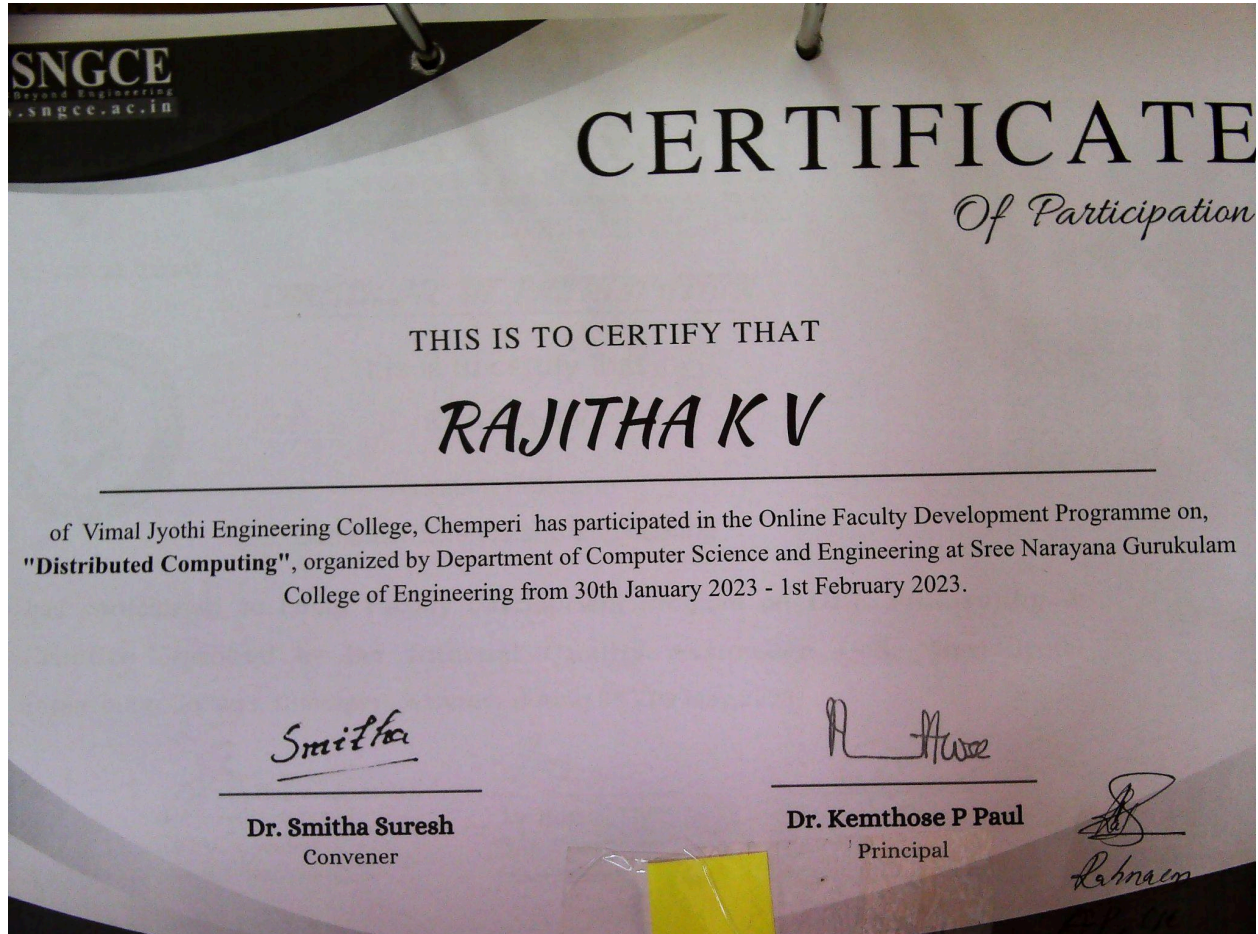 SNGCE
Beyond Engineering
.sngce.ac.in
CERTIFICATE
Of Participation
THIS IS TO CERTIFY THAT
RAJITHA K V
of Vimal Jyothi Engineering College, Chemperi has participated in the Online Faculty Development Programme on,
"Distributed Computing", organized by Department of Computer Science and Engineering at Sree Narayana Gurukulam
College of Engineering from 30th January 2023 - 1st February 2023.
Smitha
Dr. Smitha Suresh
Convener
Dr. Kemthose P Paul
Principal